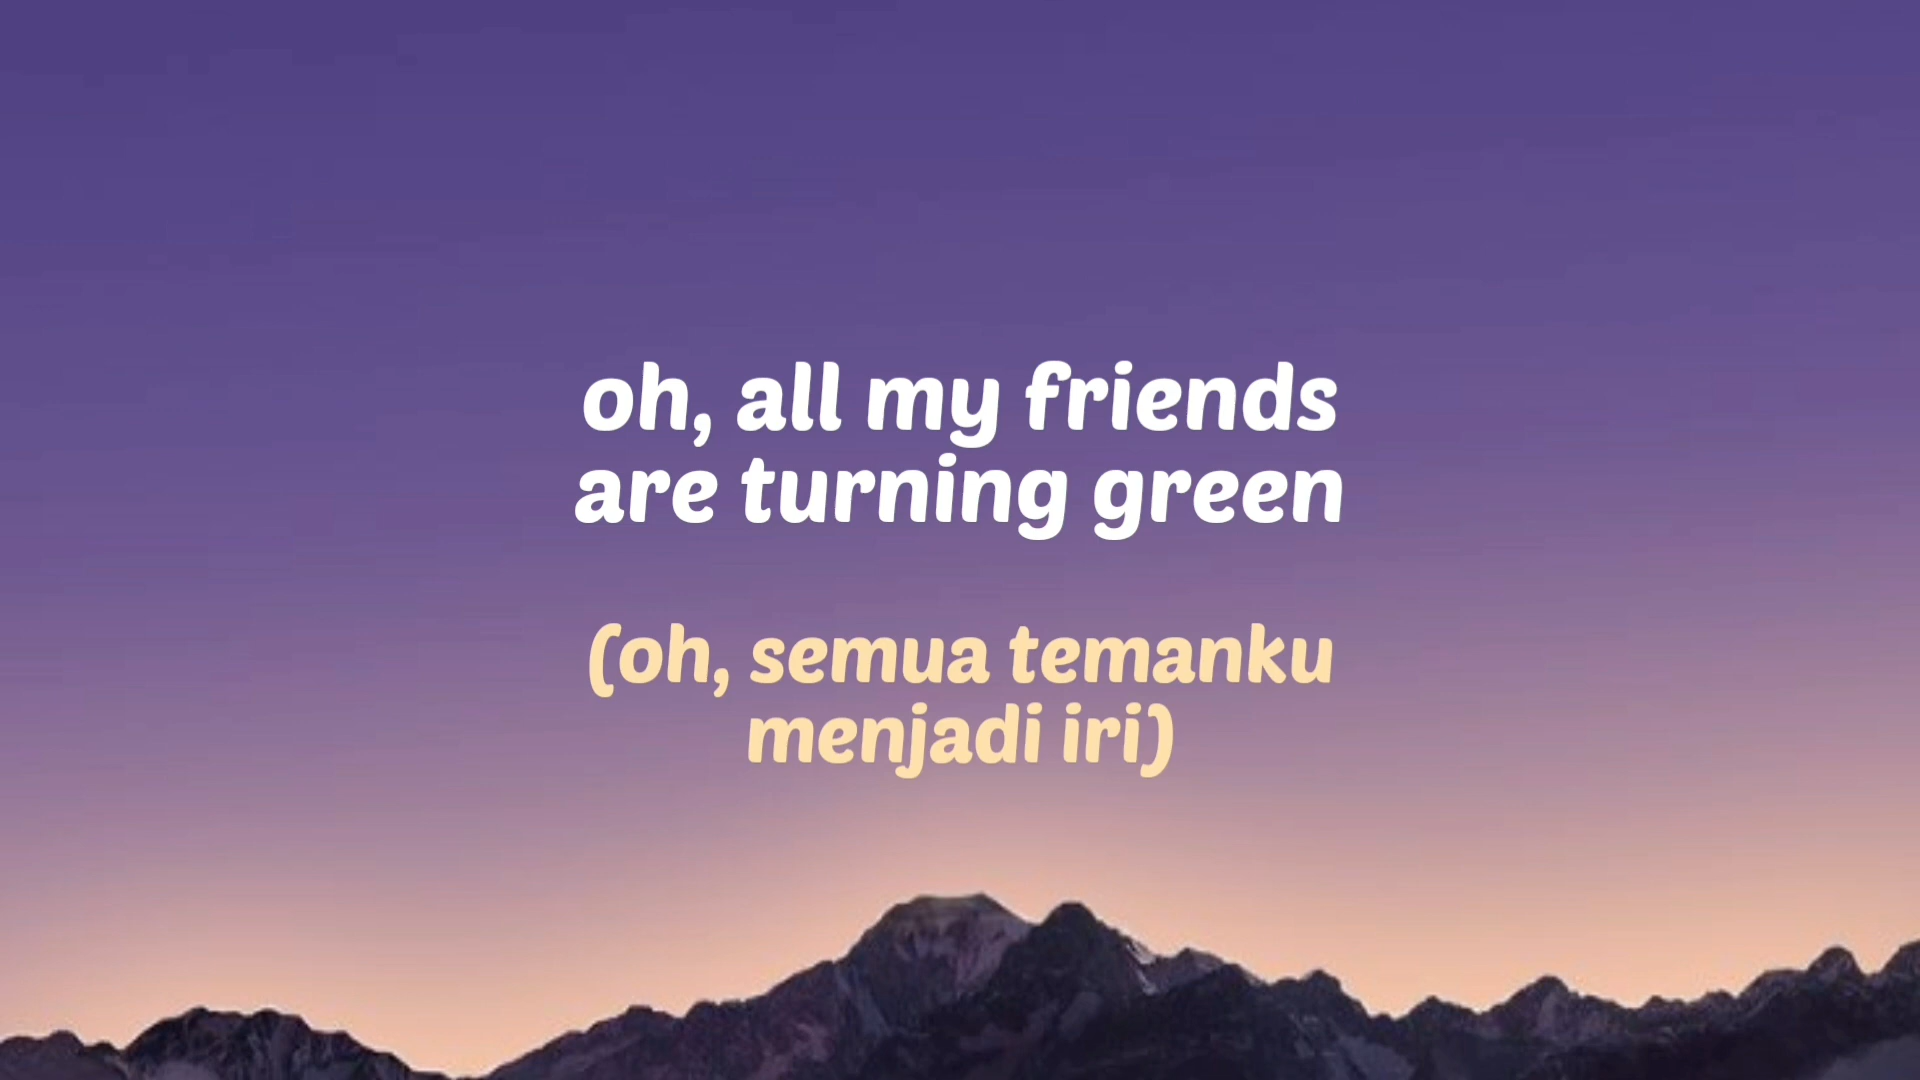 oh, all my friends
are turning green
(oh, semua temanku
menjadi iri)